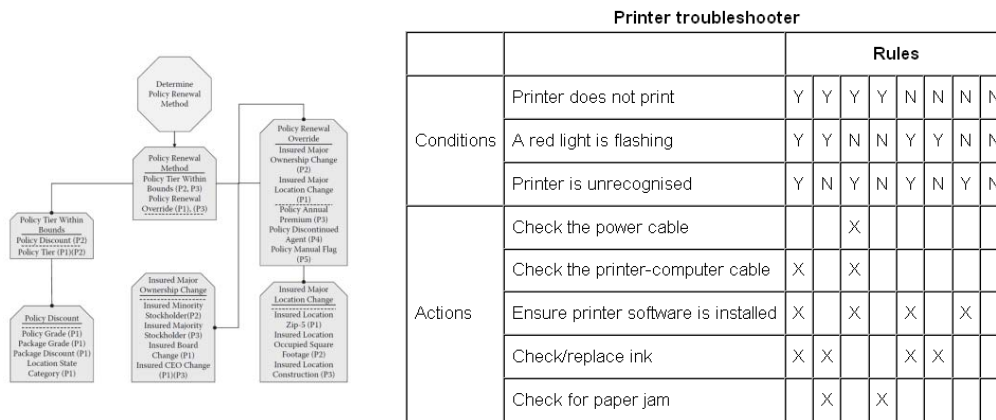 Determine
Policy Renewal
Method
Policy Renewal
Method
Policy Tier Within
Bounds (P2, P3)
Policy Renewal
Override (P1), (P3)
Policy Renewal
Override
Insured Major
Ownership Change
(P2)
Insured Major
Location Change
(P1)
Policy Annual
Premium (P3)
Policy Discontinued
Agent (P4)
Policy Manual Flag
(P5)
Policy Tier Within
Bounds
Policy Discount (P2)
Policy Tier (P1)(P2)
Policy Discount
Policy Grade (P1)
Package Grade (P1)
Package Discount (P1)
Location State
Category (P1)
Insured Major
Ownership Change
Insured Minority
Stockholder(P2)
Insured Majority
Stockholder (P3)
Insured Board
Change (P1)
Insured CEO Change
(P1)(P3)
Insured Major
Location Change
Insured Location
Zip-5 (P1)
Insured Location
Occupied Square
Footage (P2)
Insured Location
Construction (P3)
Printer troubleshooter
Rules
Conditions
Printer does not print Y Y Y Y N N N N
A red light is flashing Y Y N N Y Y N N
Printer is unrecognised Y N Y N Y N Y N
Actions
Check the power cable X
Check the printer-computer cable X X
Ensure printer software is installed X X X X
Check/replace ink X X X X
Check for paper jam X X